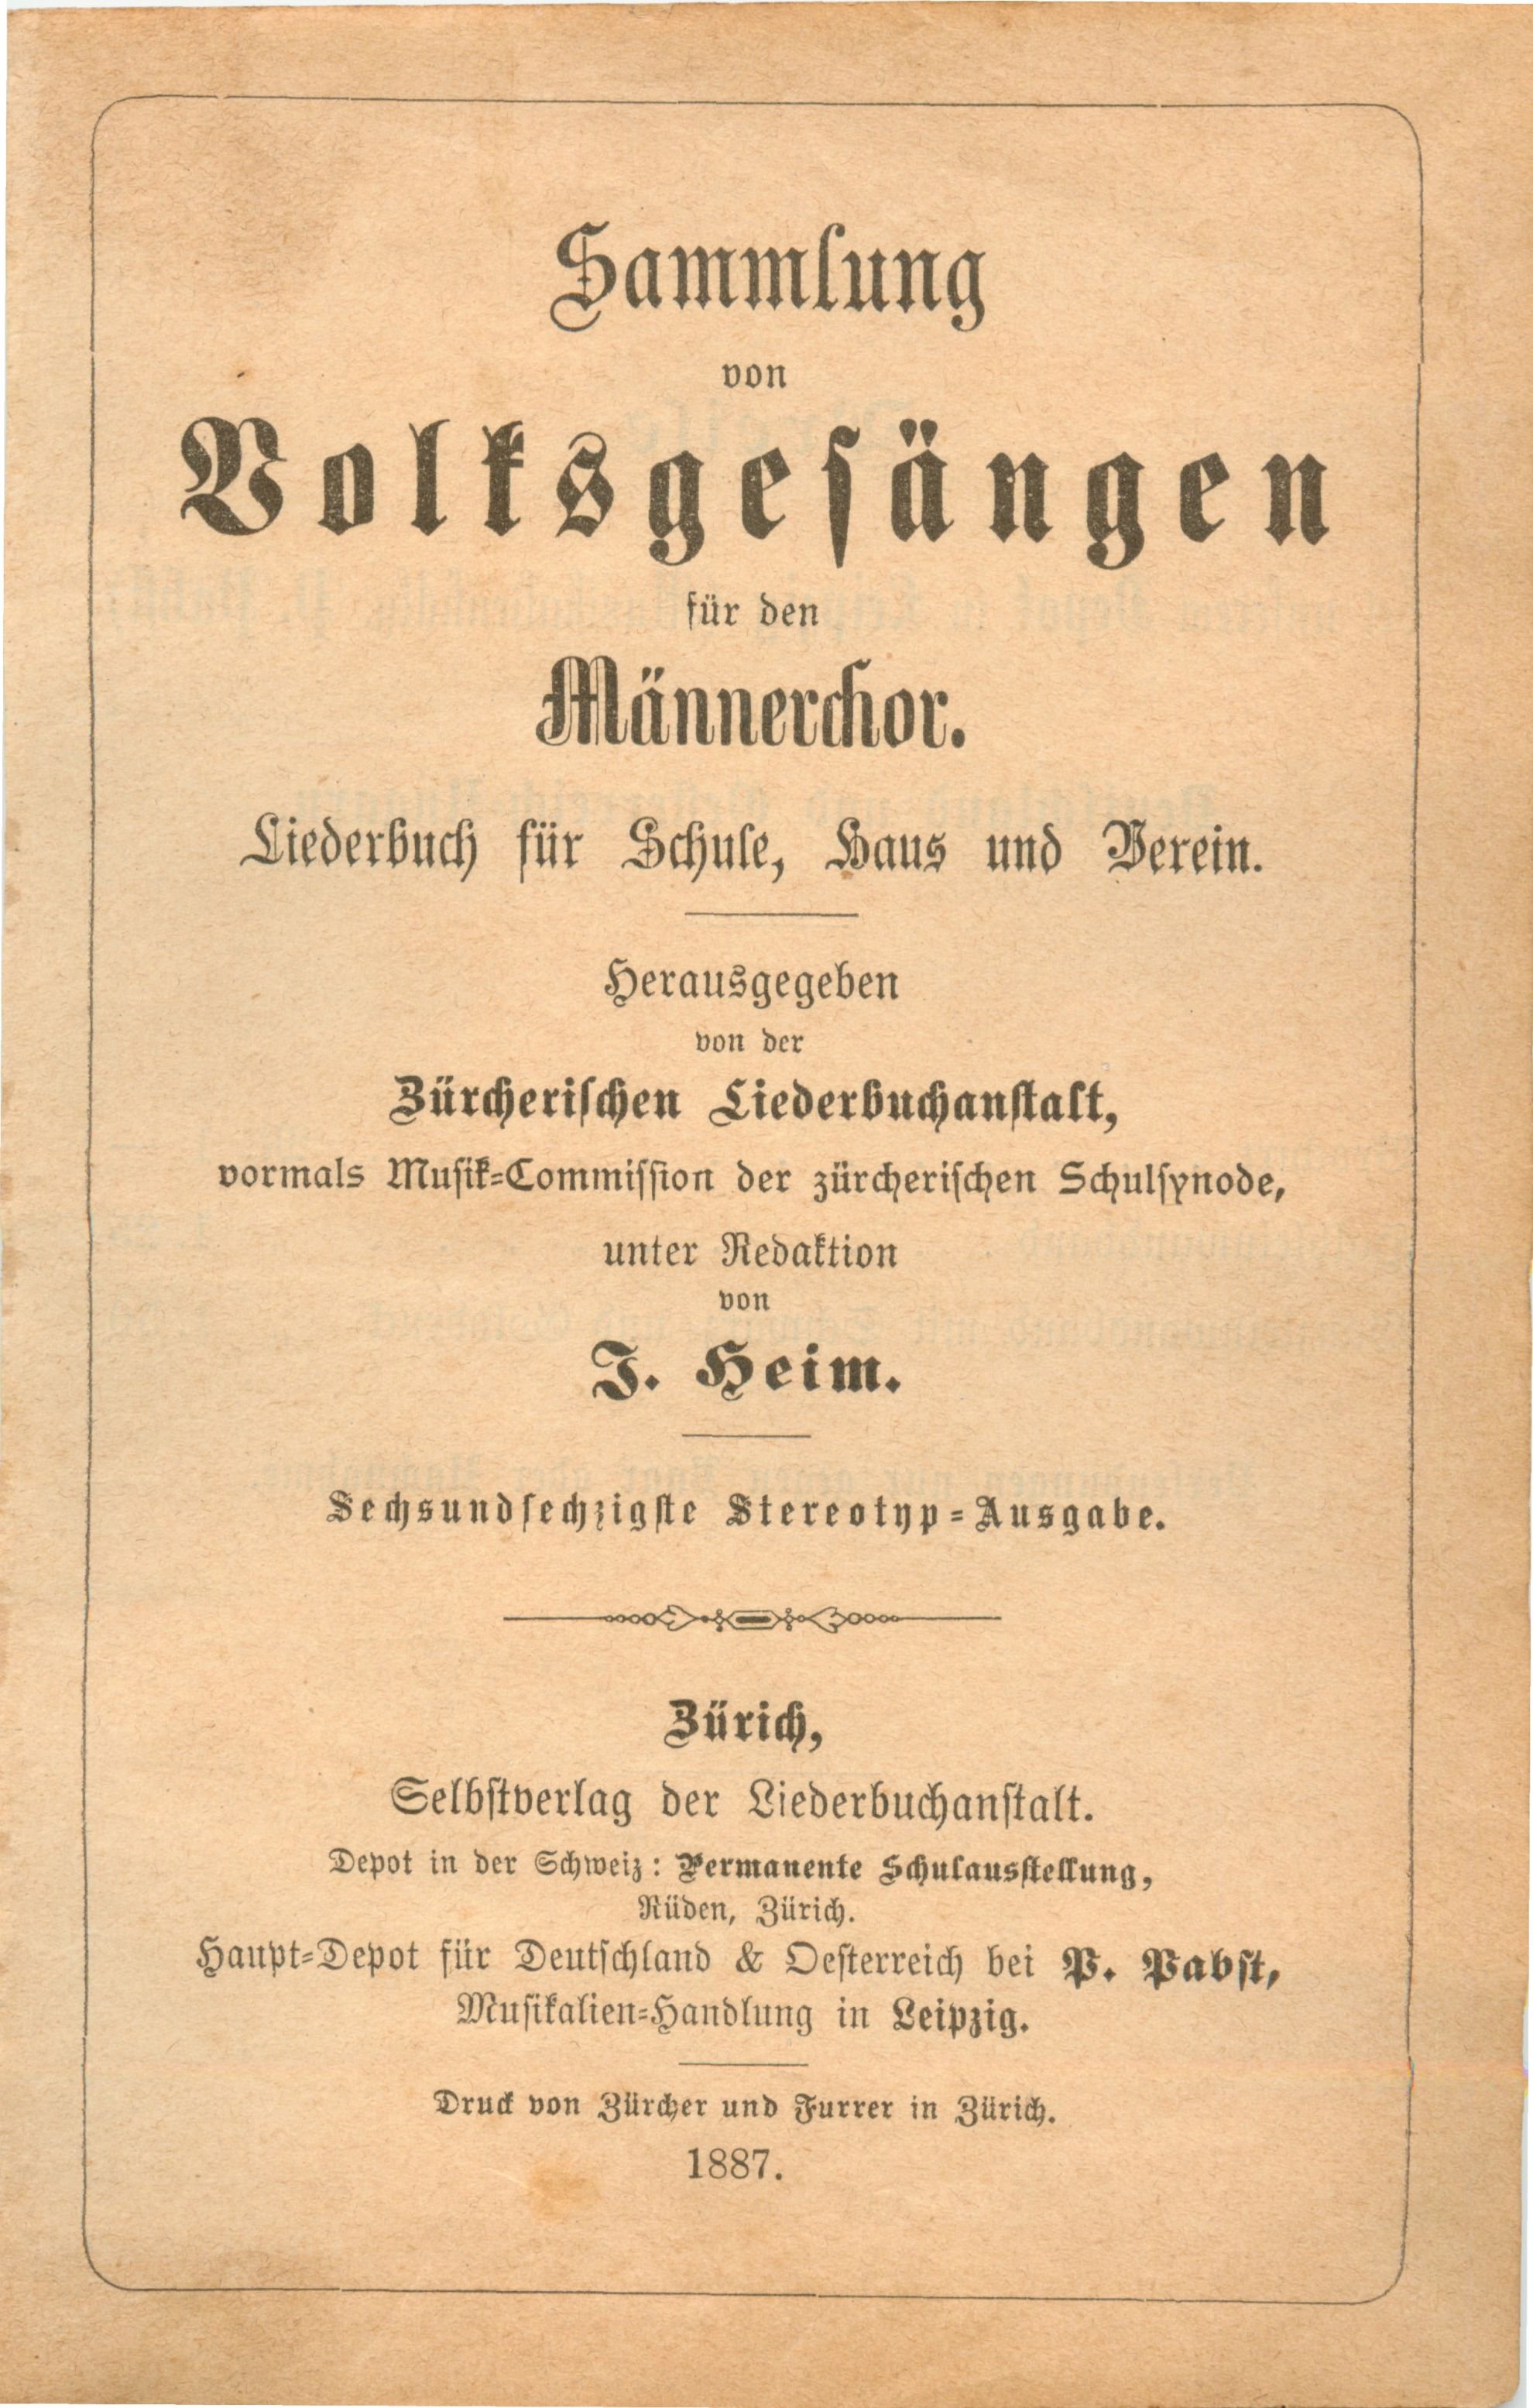 Sammlung
von
Volksgesängen
für den
Männerchor.
Liederbuch für Schule, Haus und Verein.
Herausgegeben
von der
Zürcherischen Liederbuchanstalt,
vormals Musik=Commission der zürcherischen Schulsynode,
unter Redaktion
von
J. Heim.
Sechsundsechzigste Stereotyp=Ausgabe.
Zürich,
Selbstverlag der Liederbuchanstalt.
Depot in der Schweiz: Permanente Schulausstellung,
Rüden, Zürich.
Haupt=Depot für Deutschland & Oesterreich bei P. Pabst,
Musikalien=Handlung in Leipzig.
Druck von Zürcher und Furrer in Zürich.
1887.